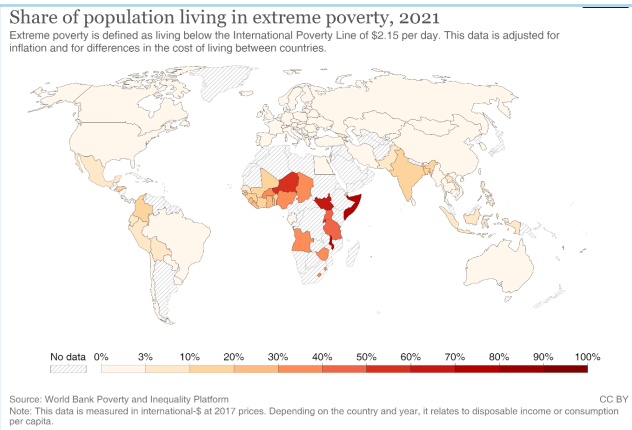 Share of population living in extreme poverty, 2021
Extreme poverty is defined as living below the International Poverty Line of $2.15 per day. This data is adjusted for
inflation and for differences in the cost of living between countries.
No data 0% 3% 10% 20% 30% 40% 50% 60% 70% 80% 90% 100%
Source: World Bank Poverty and Inequality Platform CC BY
Note: This data is measured in international-$ at 2017 prices. Depending on the country and year, it relates to disposable income or consumption
per capita.